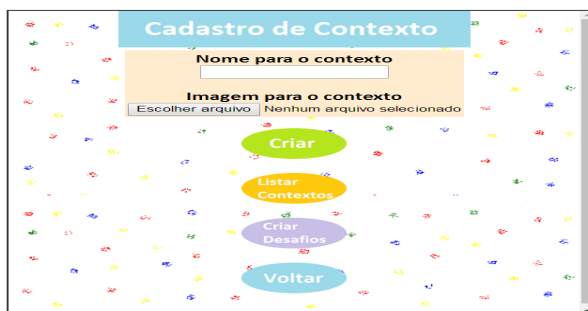 Cadastro de Contexto
Nome para o contexto
Imagem para o contexto
Escolher arquivo Nenhum arquivo selecionado
Criar
Listar
Contextos
Criar
Desafios
Voltar